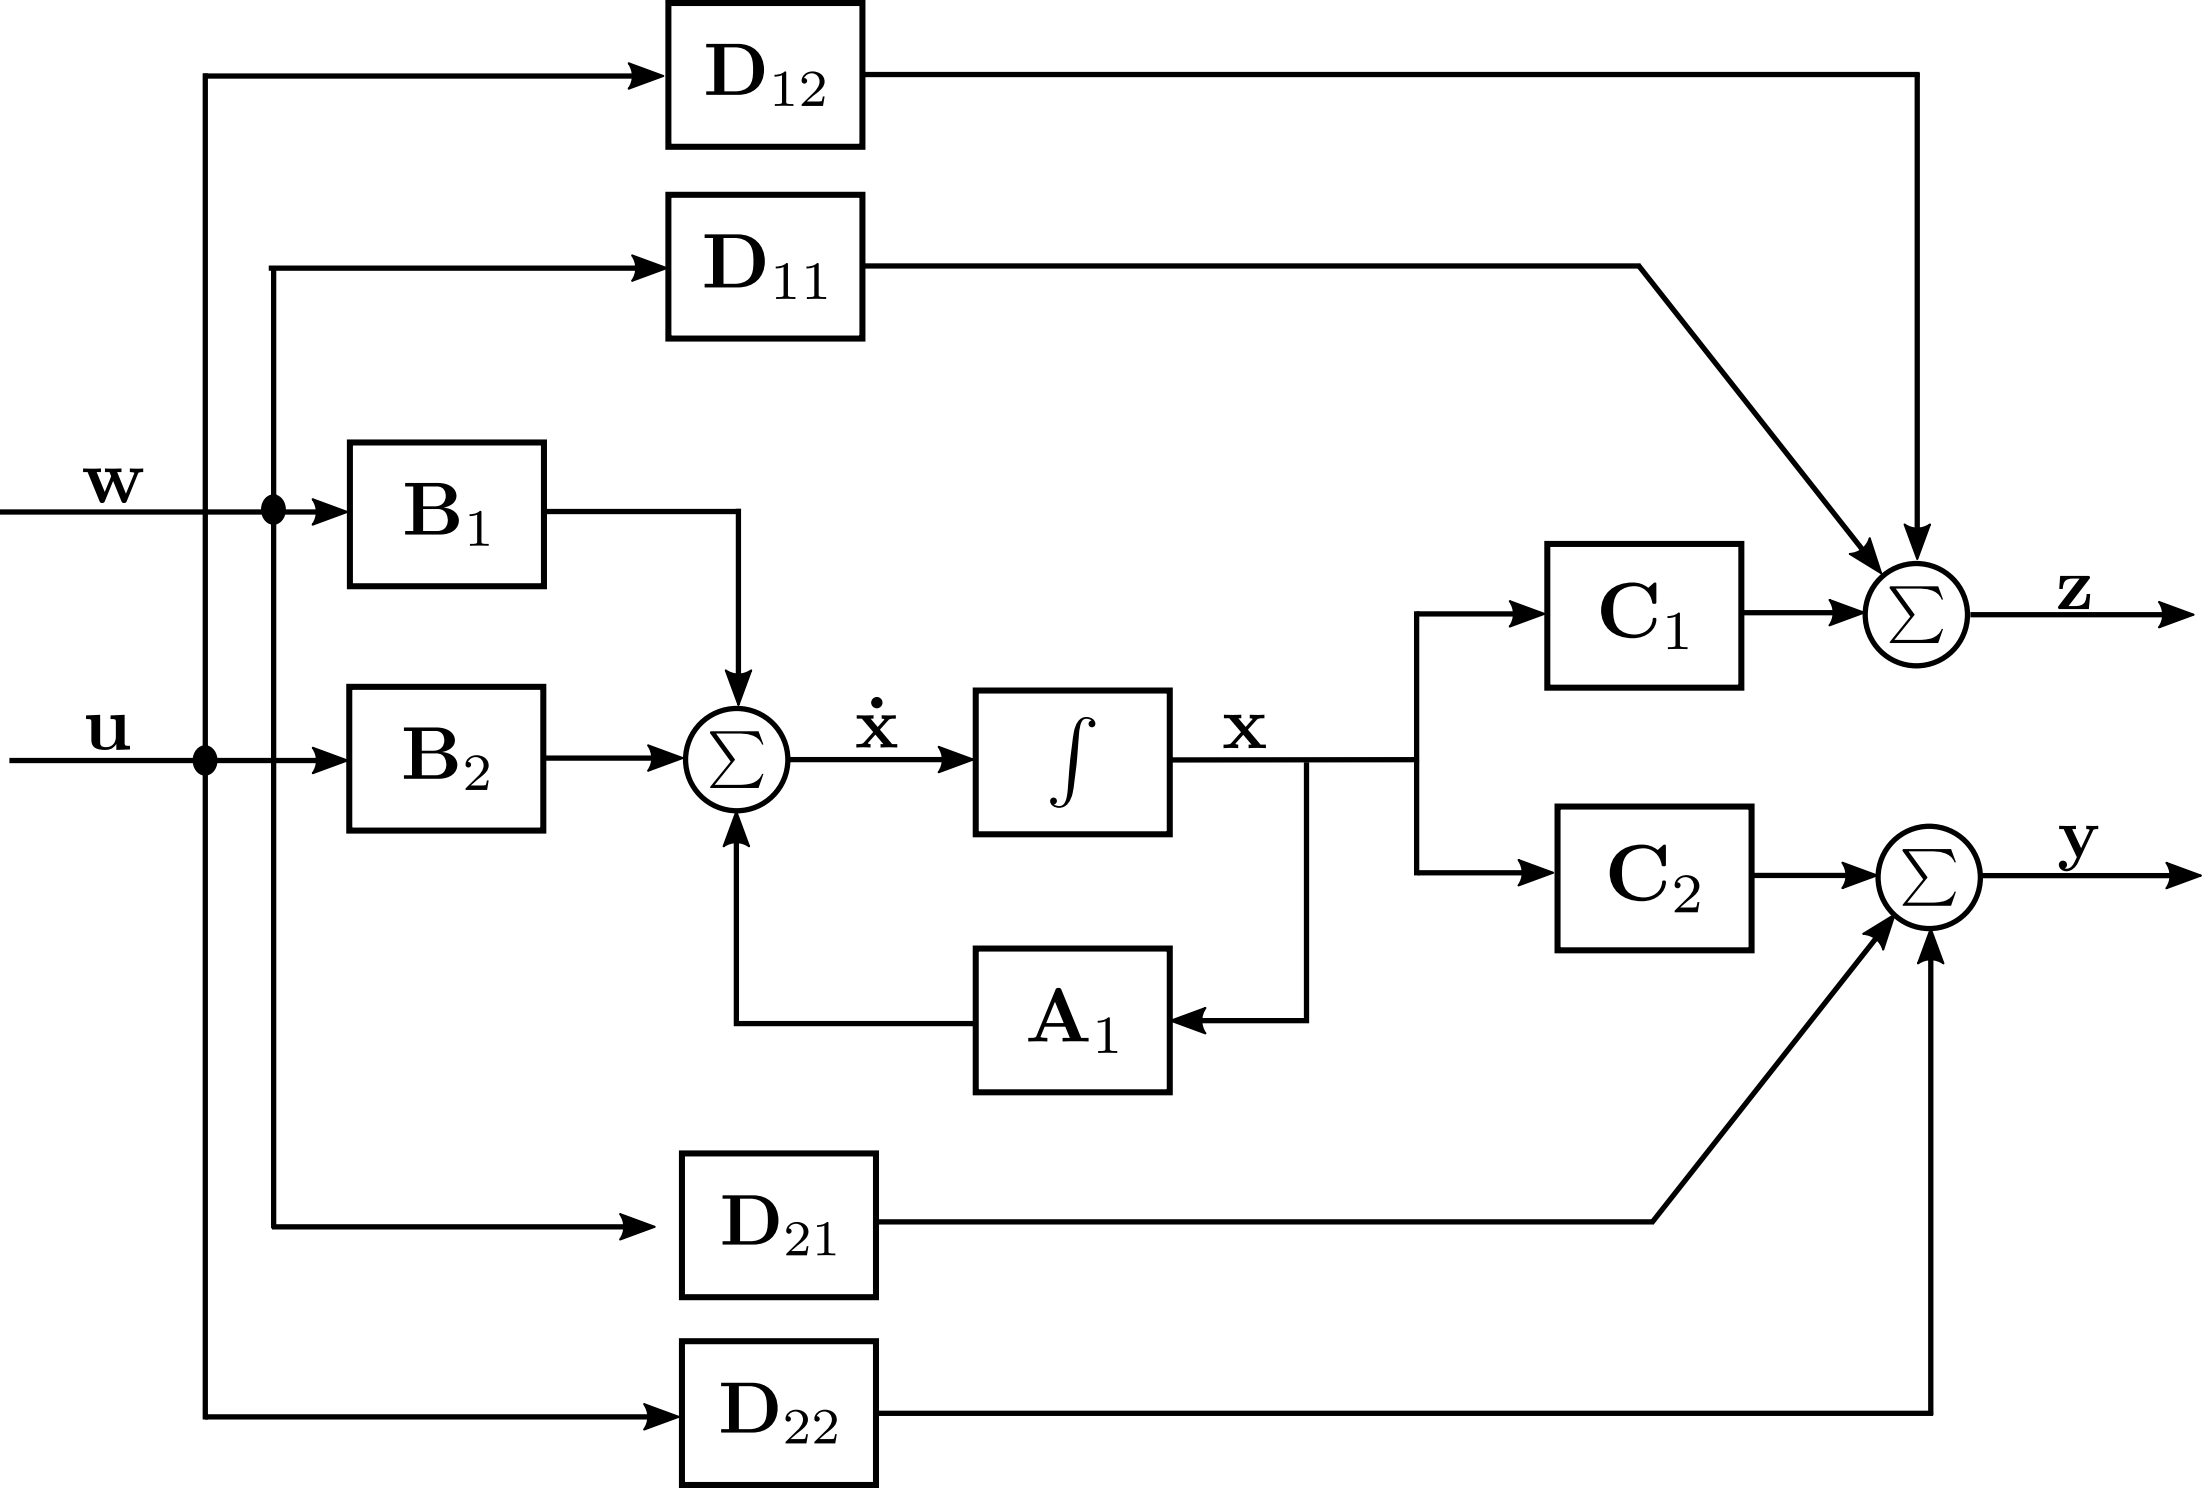 D₁₂
D₁₁
w
B₁
u
B₂
Σ
ẋ
∫
x
A₁
C₁
Σ
z
C₂
Σ
y
D₂₁
D₂₂